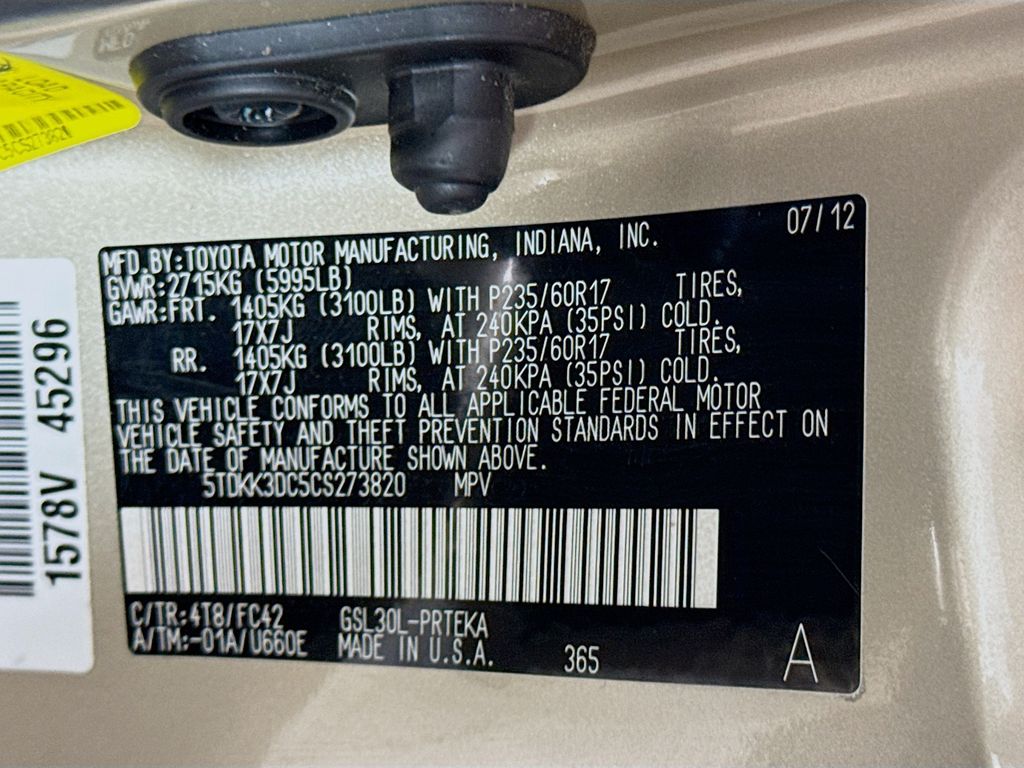 LOAD
C5CS273820
1578V 45296
07/12
MFD.BY:TOYOTA MOTOR MANUFACTURING, INDIANA, INC.
GVWR:2715KG (5995LB)
GAWR:FRT. 1405KG (3100LB) WITH P235/60R17 TIRES,
17X7J RIMS, AT 240KPA (35PSI) COLD.
RR. 1405KG (3100LB) WITH P235/60R17 TIRES,
17X7J RIMS, AT 240KPA (35PSI) COLD.
THIS VEHICLE CONFORMS TO ALL APPLICABLE FEDERAL MOTOR
VEHICLE SAFETY AND THEFT PREVENTION STANDARDS IN EFFECT ON
THE DATE OF MANUFACTURE SHOWN ABOVE.
5TDKK3DC5CS273820 MPV
C/TR:4T8/FC42 GSL30L-PRTEKA
A/TM:-01A/U660E MADE IN U.S.A. 365 A